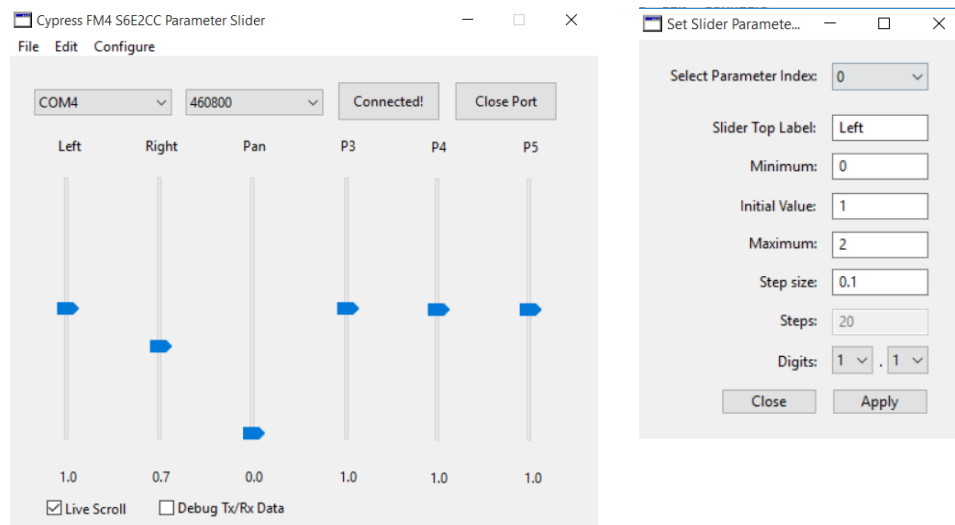 Cypress FM4 S6E2CC Parameter Slider
File Edit Configure
COM4 460800 Connected! Close Port
Left Right Pan P3 P4 P5
1.0 0.7 0.0 1.0 1.0 1.0
Live Scroll Debug Tx/Rx Data
Set Slider Paramete...
Select Parameter Index: 0
Slider Top Label: Left
Minimum: 0
Initial Value: 1
Maximum: 2
Step size: 0.1
Steps: 20
Digits: 1 . 1
Close Apply